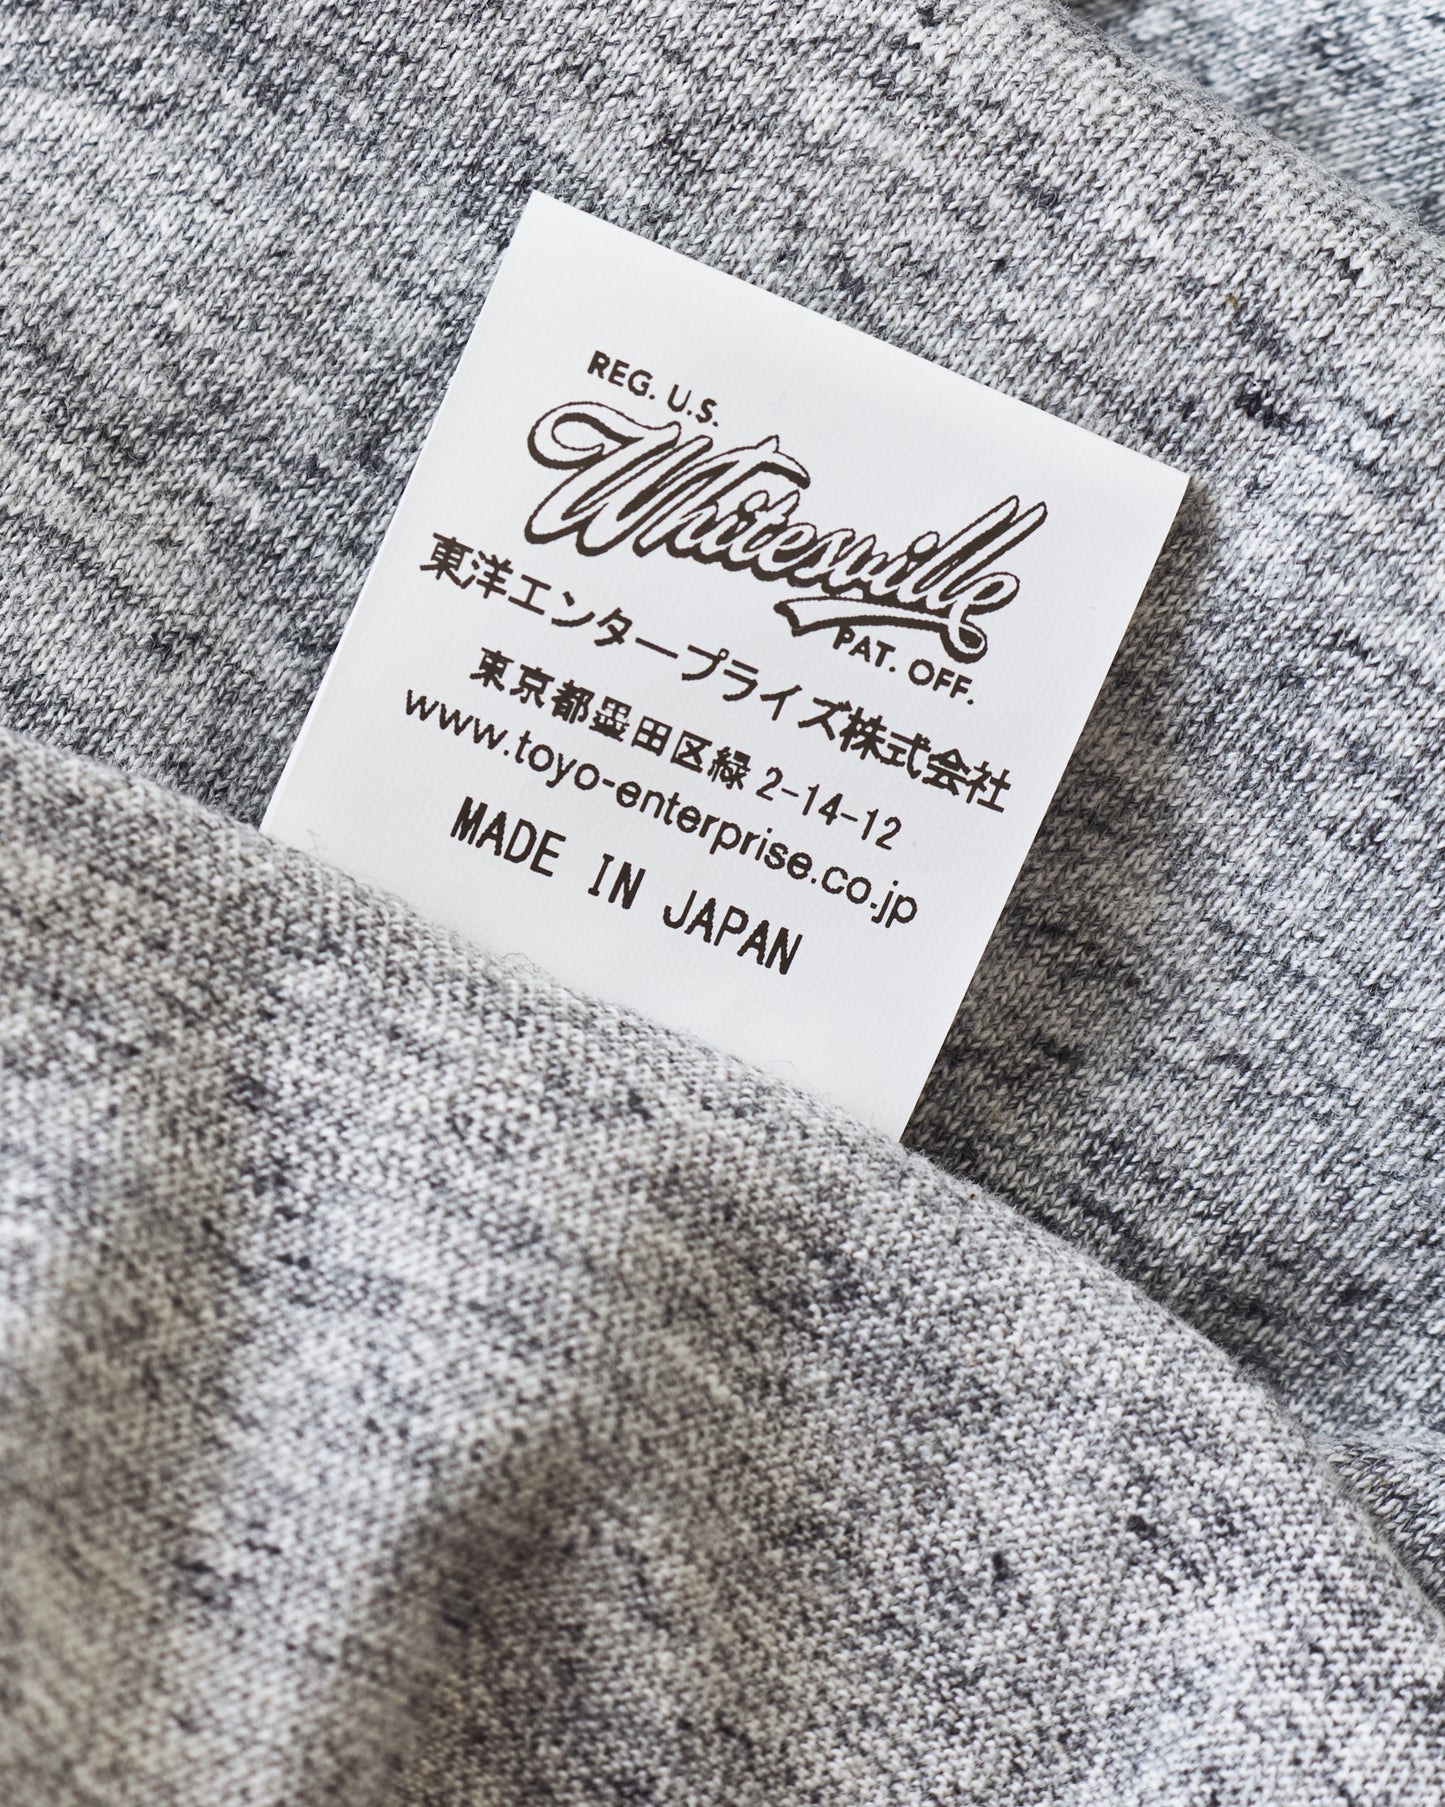 REG. U.S.
Whitesville
PAT. OFF.
東洋エンタープライズ株式会社
東京都墨田区緑 2-14-12
www.toyo-enterprise.co.jp
MADE IN JAPAN